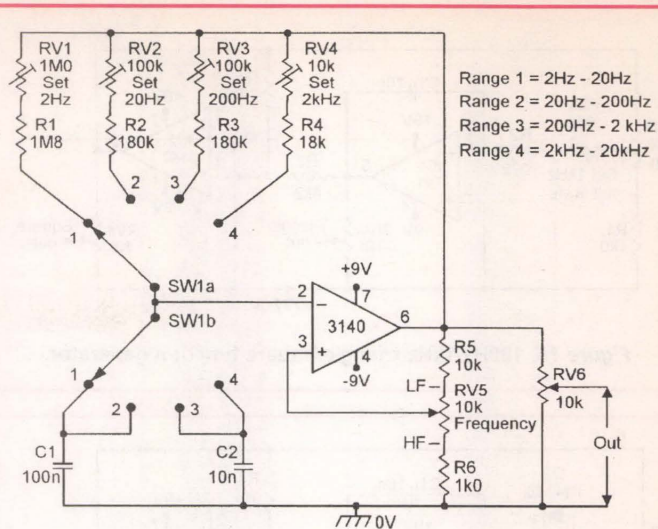 RV1
1M0
Set
2Hz
RV2
100k
Set
20Hz
RV3
100k
Set
200Hz
RV4
10k
Set
2kHz
R1
1M8
R2
180k
R3
180k
R4
18k
Range 1 = 2Hz - 20Hz
Range 2 = 20Hz - 200Hz
Range 3 = 200Hz - 2 kHz
Range 4 = 2kHz - 20kHz
1
2
3
4
SW1a
SW1b
1
2
3
4
C1
100n
C2
10n
+9V
2
−
7
3140
6
3
+
4
-9V
R5
10k
LF
RV5
10k
Frequency
HF
R6
1k0
RV6
10k
Out
0V